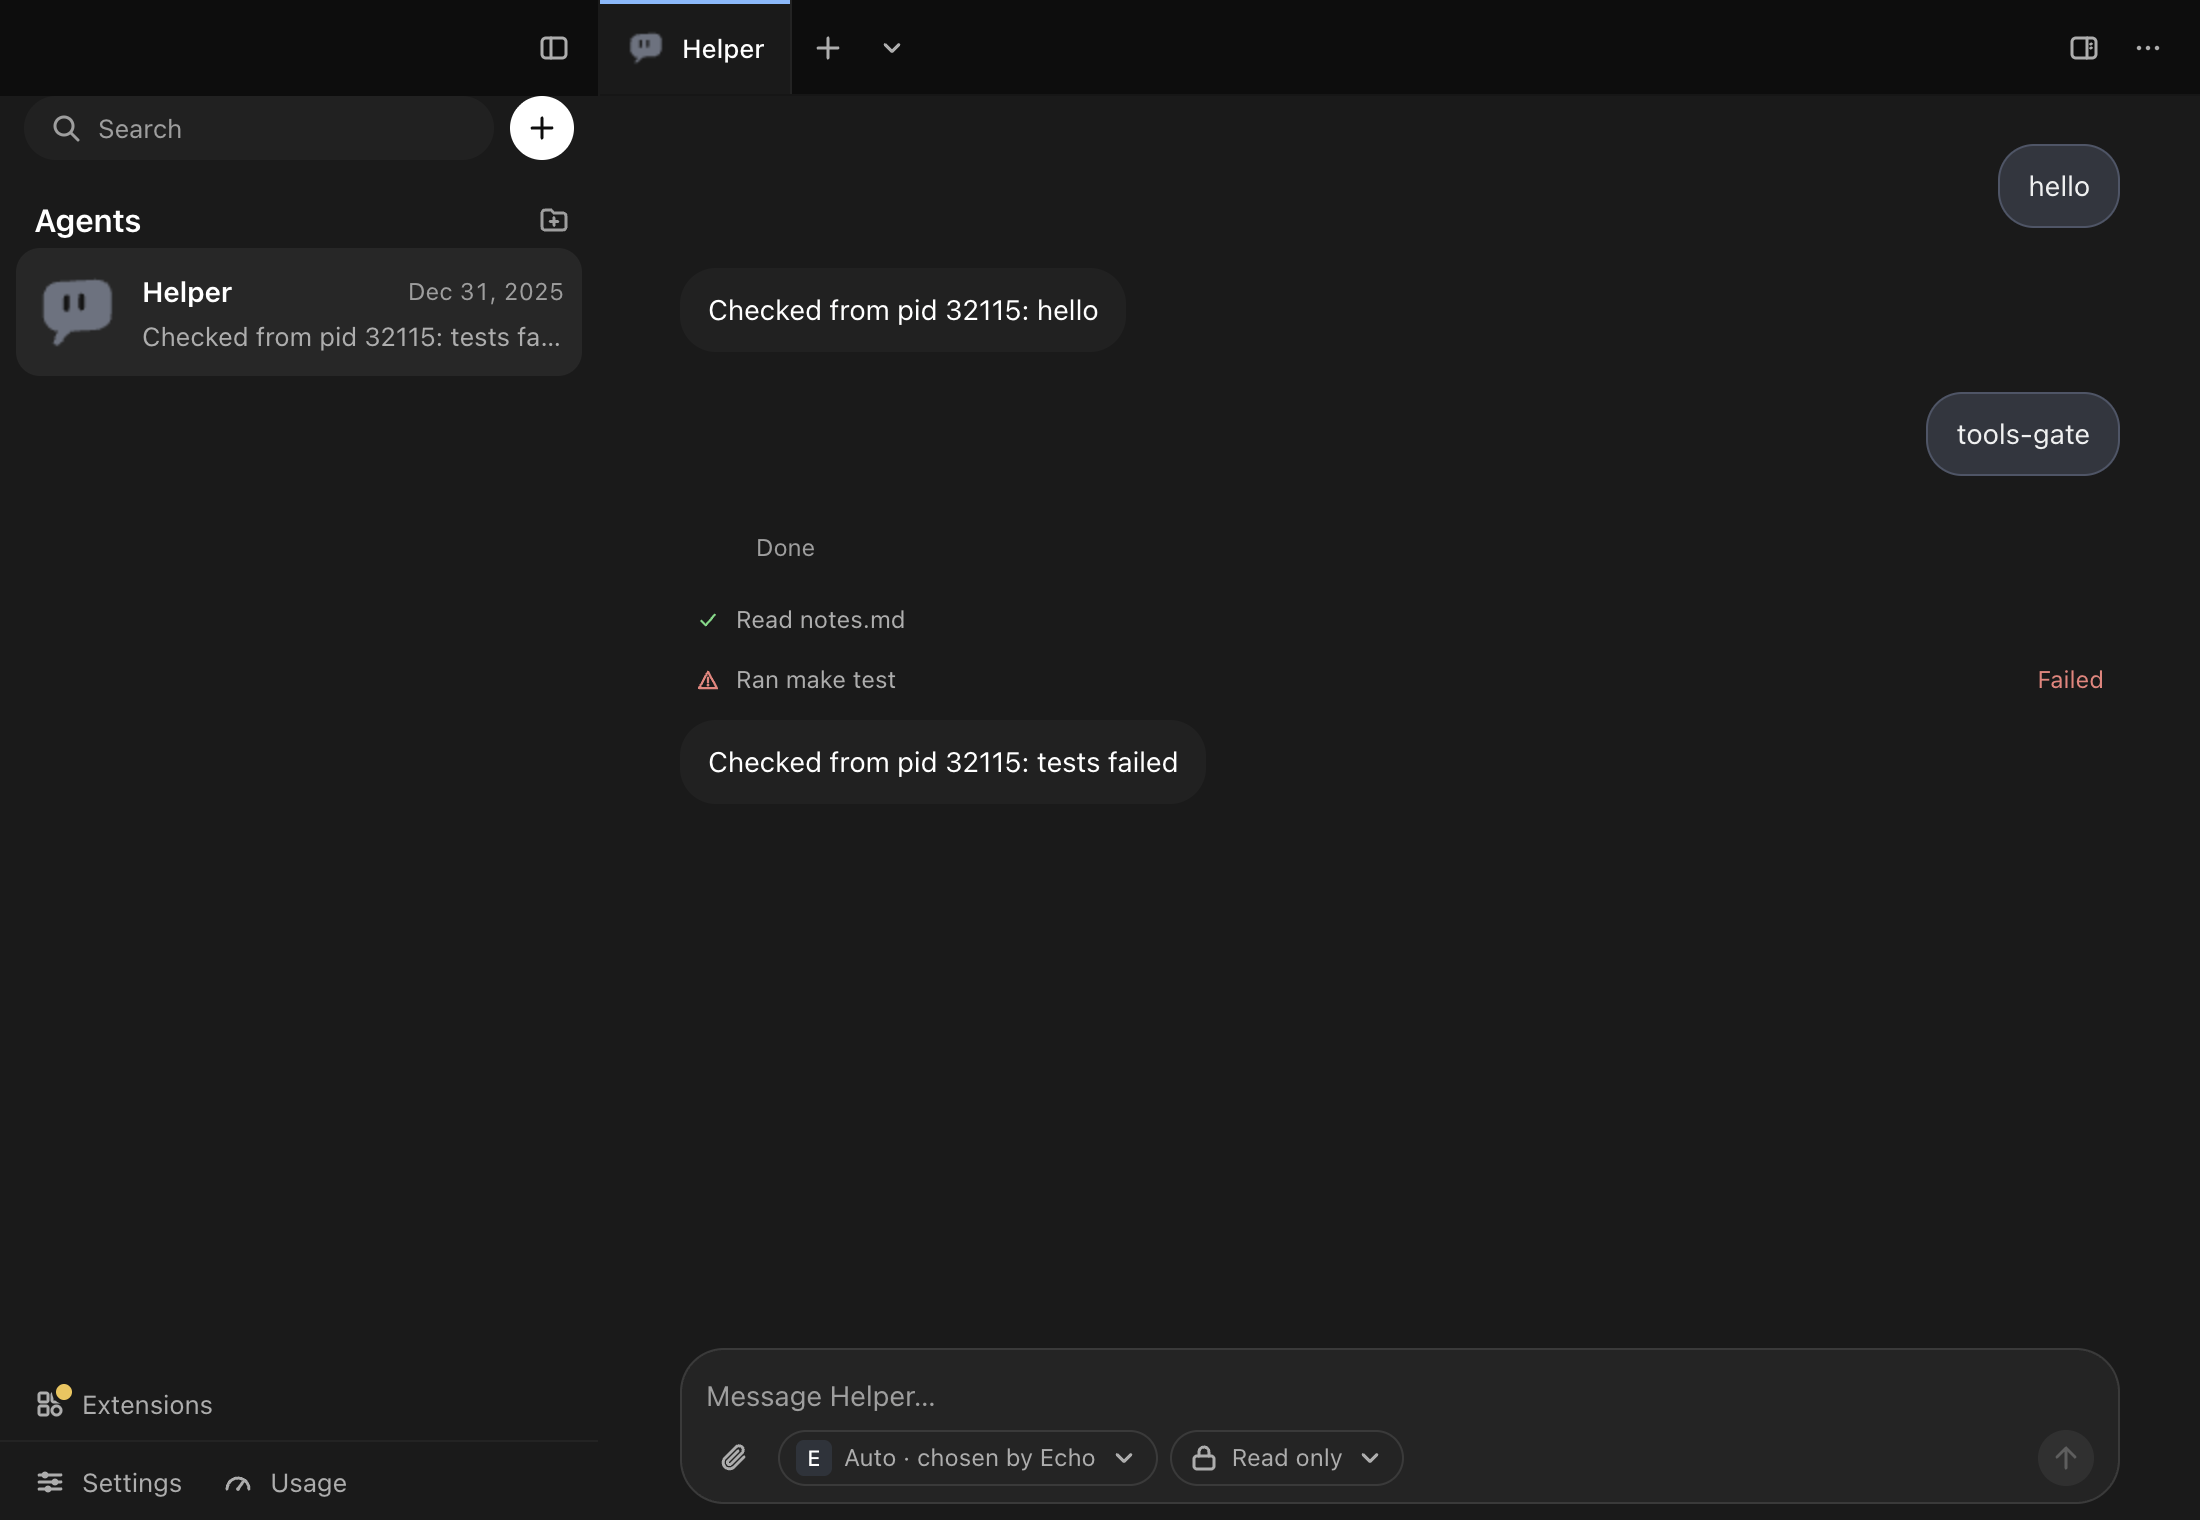 Helper
Search
Agents
Helper
Dec 31, 2025
Checked from pid 32115: tests fa...
hello
Checked from pid 32115: hello
tools-gate
Done
Read notes.md
Ran make test
Failed
Checked from pid 32115: tests failed
Extensions
Settings
Usage
Message Helper...
E
Auto · chosen by Echo
Read only